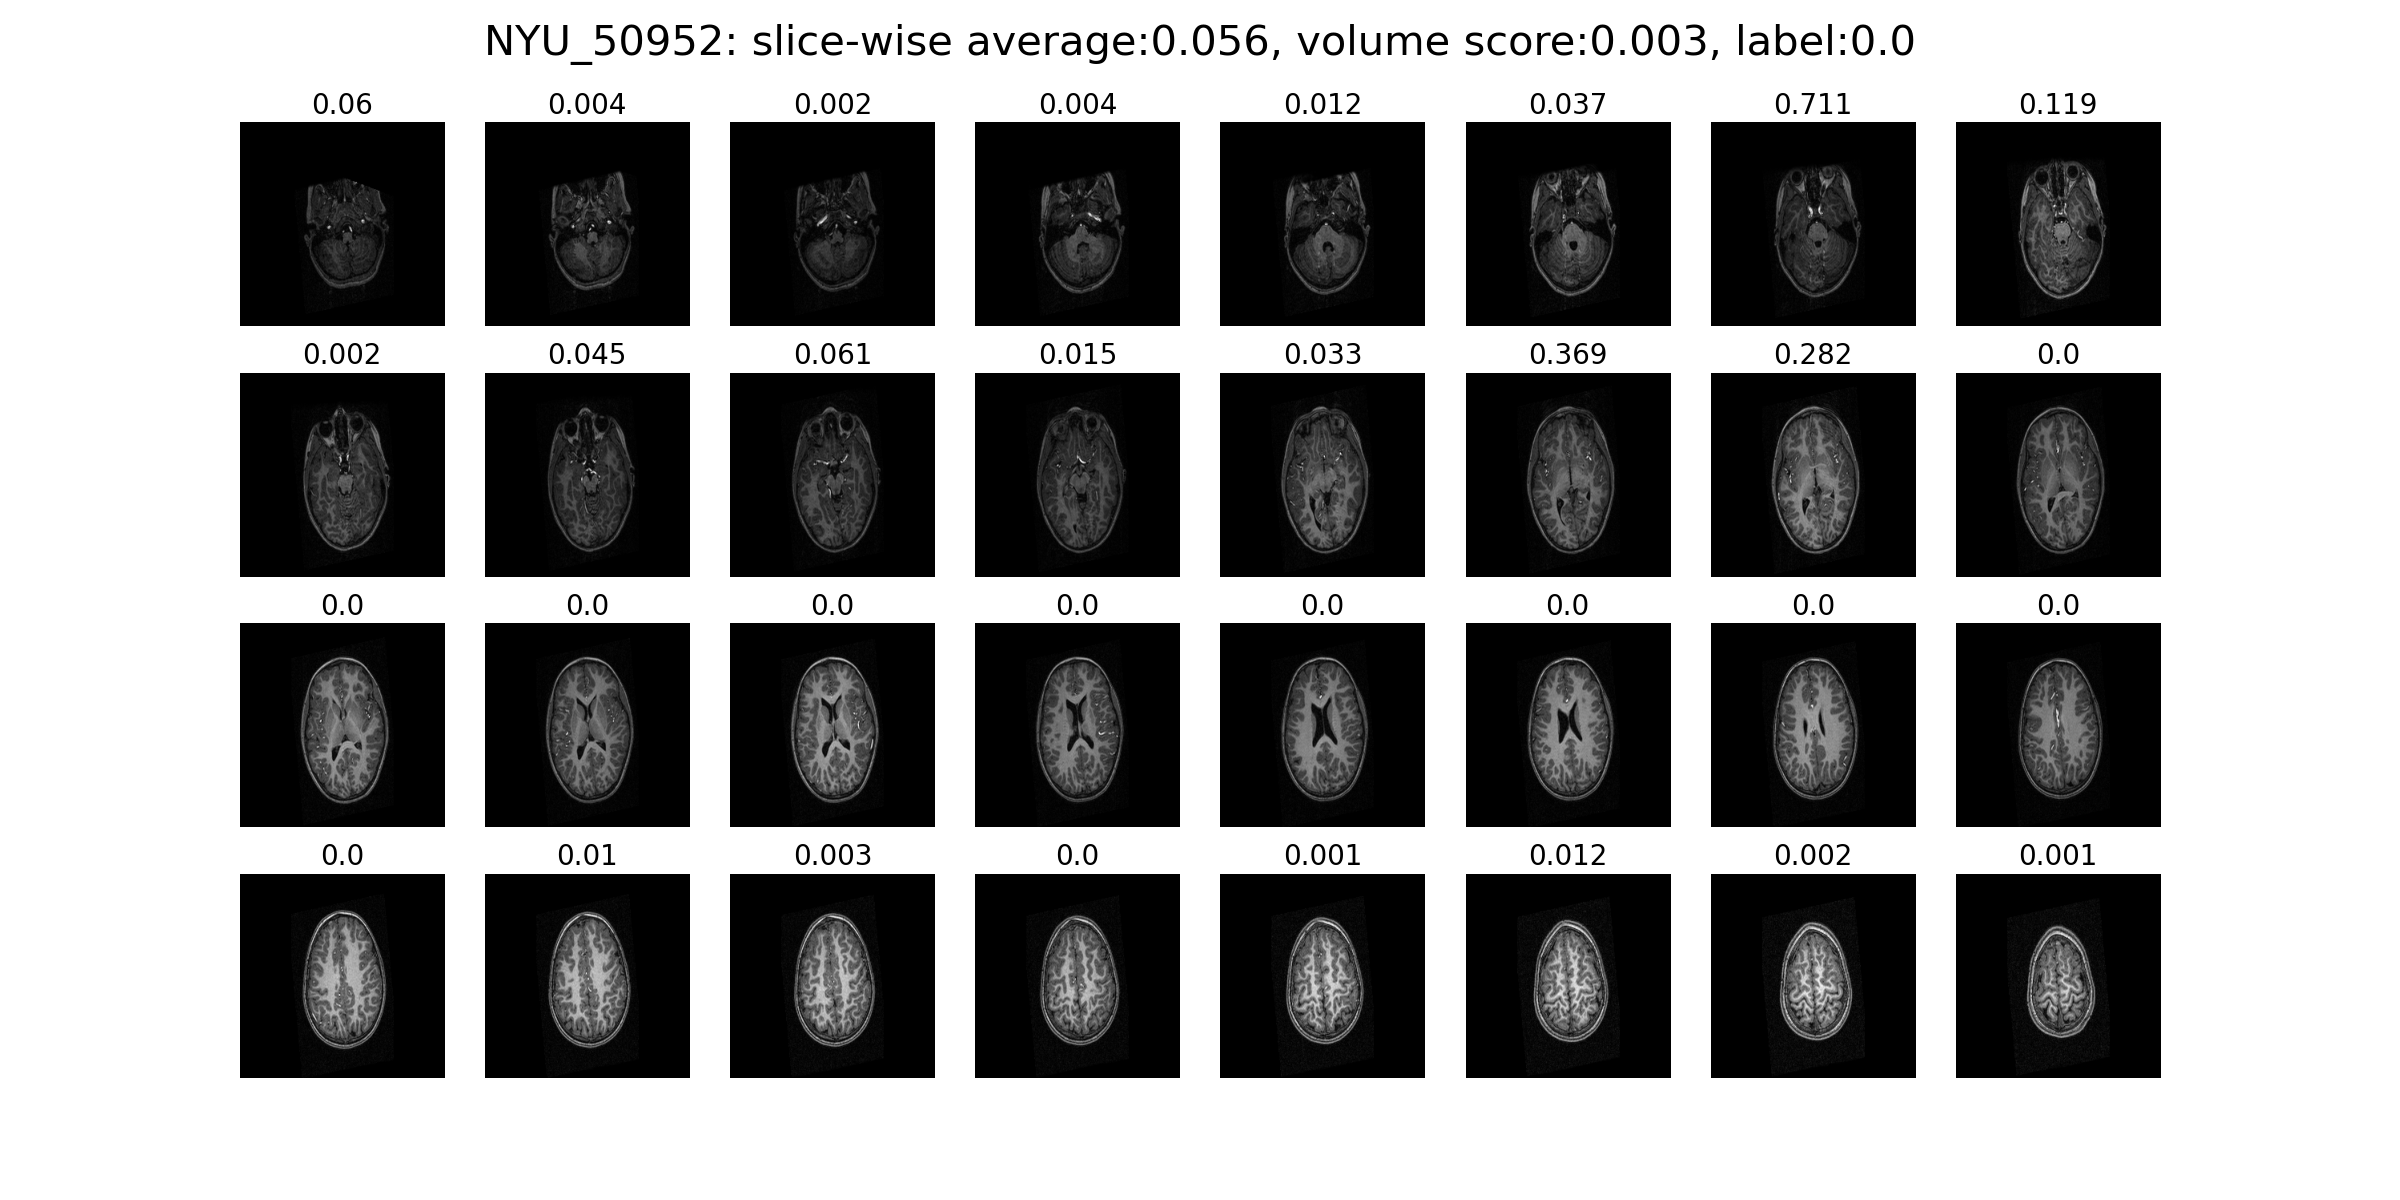 NYU_50952: slice-wise average:0.056, volume score:0.003, label:0.0
0.06 0.004 0.002 0.004 0.012 0.037 0.711 0.119
0.002 0.045 0.061 0.015 0.033 0.369 0.282 0.0
0.0 0.0 0.0 0.0 0.0 0.0 0.0 0.0
0.0 0.01 0.003 0.0 0.001 0.012 0.002 0.001